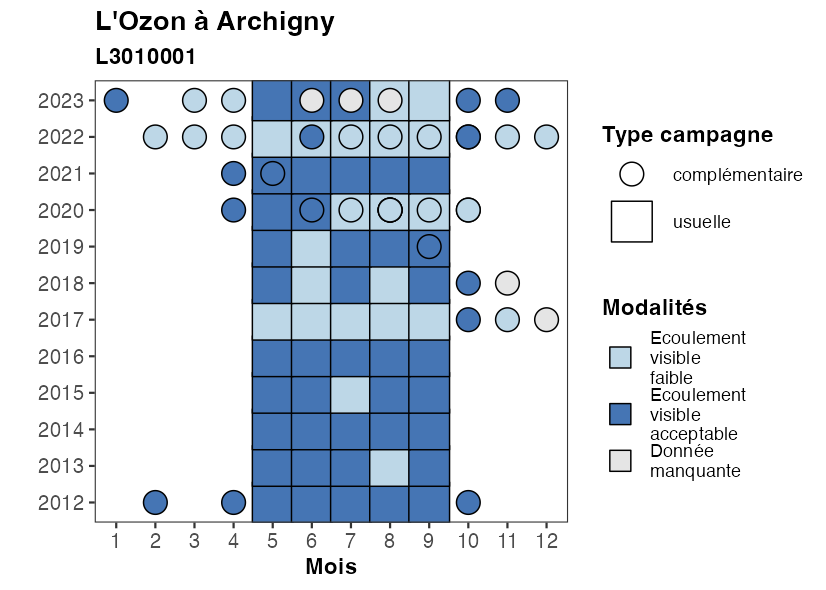 L'Ozon à Archigny
L3010001
2023
2022
2021
2020
2019
2018
2017
2016
2015
2014
2013
2012
1 2 3 4 5 6 7 8 9 10 11 12
Mois
Type campagne
complémentaire
usuelle
Modalités
Ecoulement
visible
faible
Ecoulement
visible
acceptable
Donnée
manquante